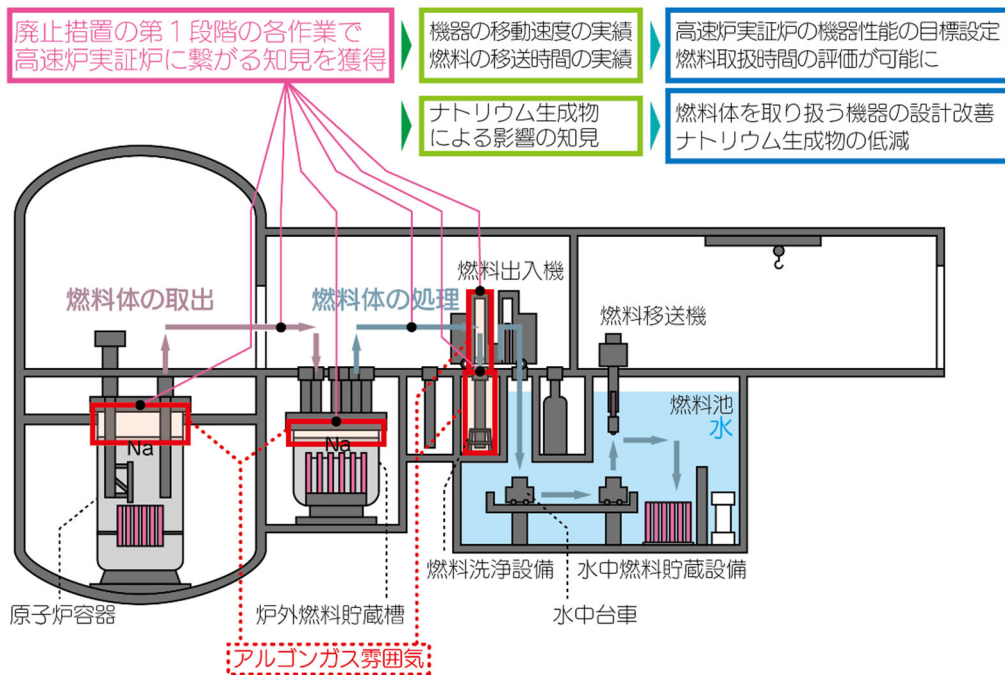 廃止措置の第1段階の各作業で
高速炉実証炉に繋がる知見を獲得
機器の移動速度の実績
燃料の移送時間の実績
高速炉実証炉の機器性能の目標設定
燃料取扱時間の評価が可能に
ナトリウム生成物
による影響の知見
燃料体を取り扱う機器の設計改善
ナトリウム生成物の低減
燃料体の取出
燃料体の処理
燃料出入機
燃料移送機
燃料池
水
Na
Na
燃料洗浄設備
水中燃料貯蔵設備
原子炉容器
炉外燃料貯蔵槽
水中台車
アルゴンガス雰囲気